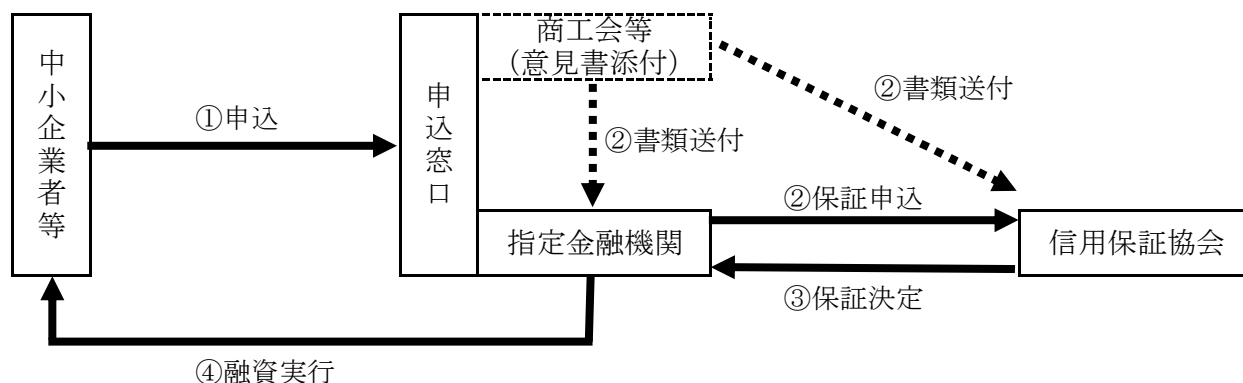 中小企業者等
①申込
申込窓口
商工会等
(意見書添付)
②書類送付
②書類送付
指定金融機関
②保証申込
③保証決定
信用保証協会
④融資実行